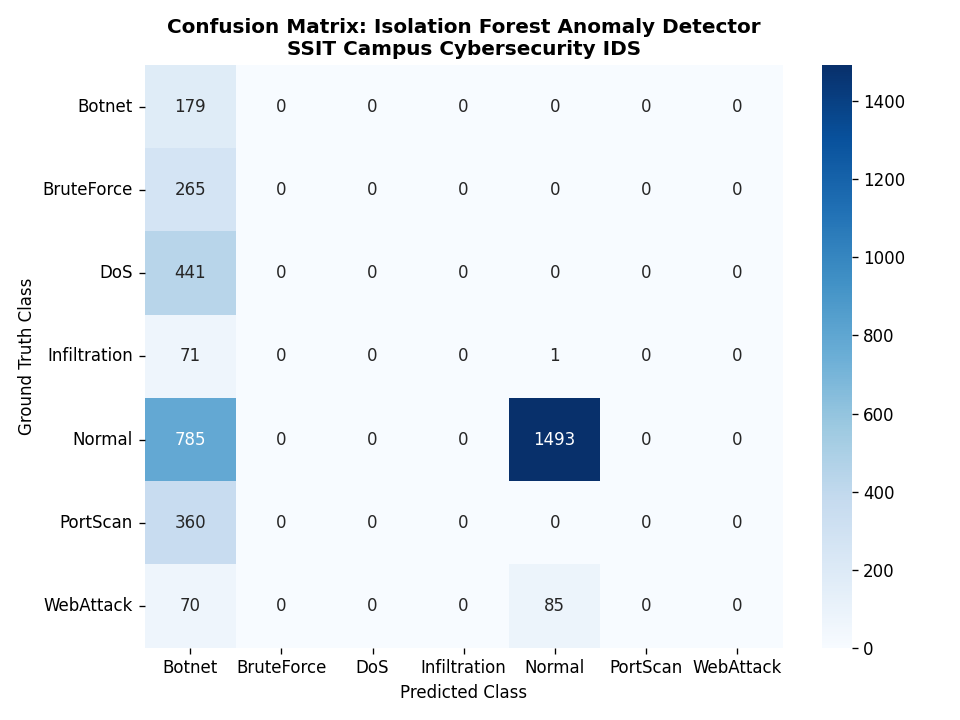 Confusion Matrix: Isolation Forest Anomaly Detector
SSIT Campus Cybersecurity IDS
Ground Truth Class
Botnet 179 0 0 0 0 0 0
BruteForce 265 0 0 0 0 0 0
DoS 441 0 0 0 0 0 0
Infiltration 71 0 0 0 1 0 0
Normal 785 0 0 0 1493 0 0
PortScan 360 0 0 0 0 0 0
WebAttack 70 0 0 0 85 0 0
Botnet BruteForce DoS Infiltration Normal PortScan WebAttack
Predicted Class
1400
1200
1000
800
600
400
200
0